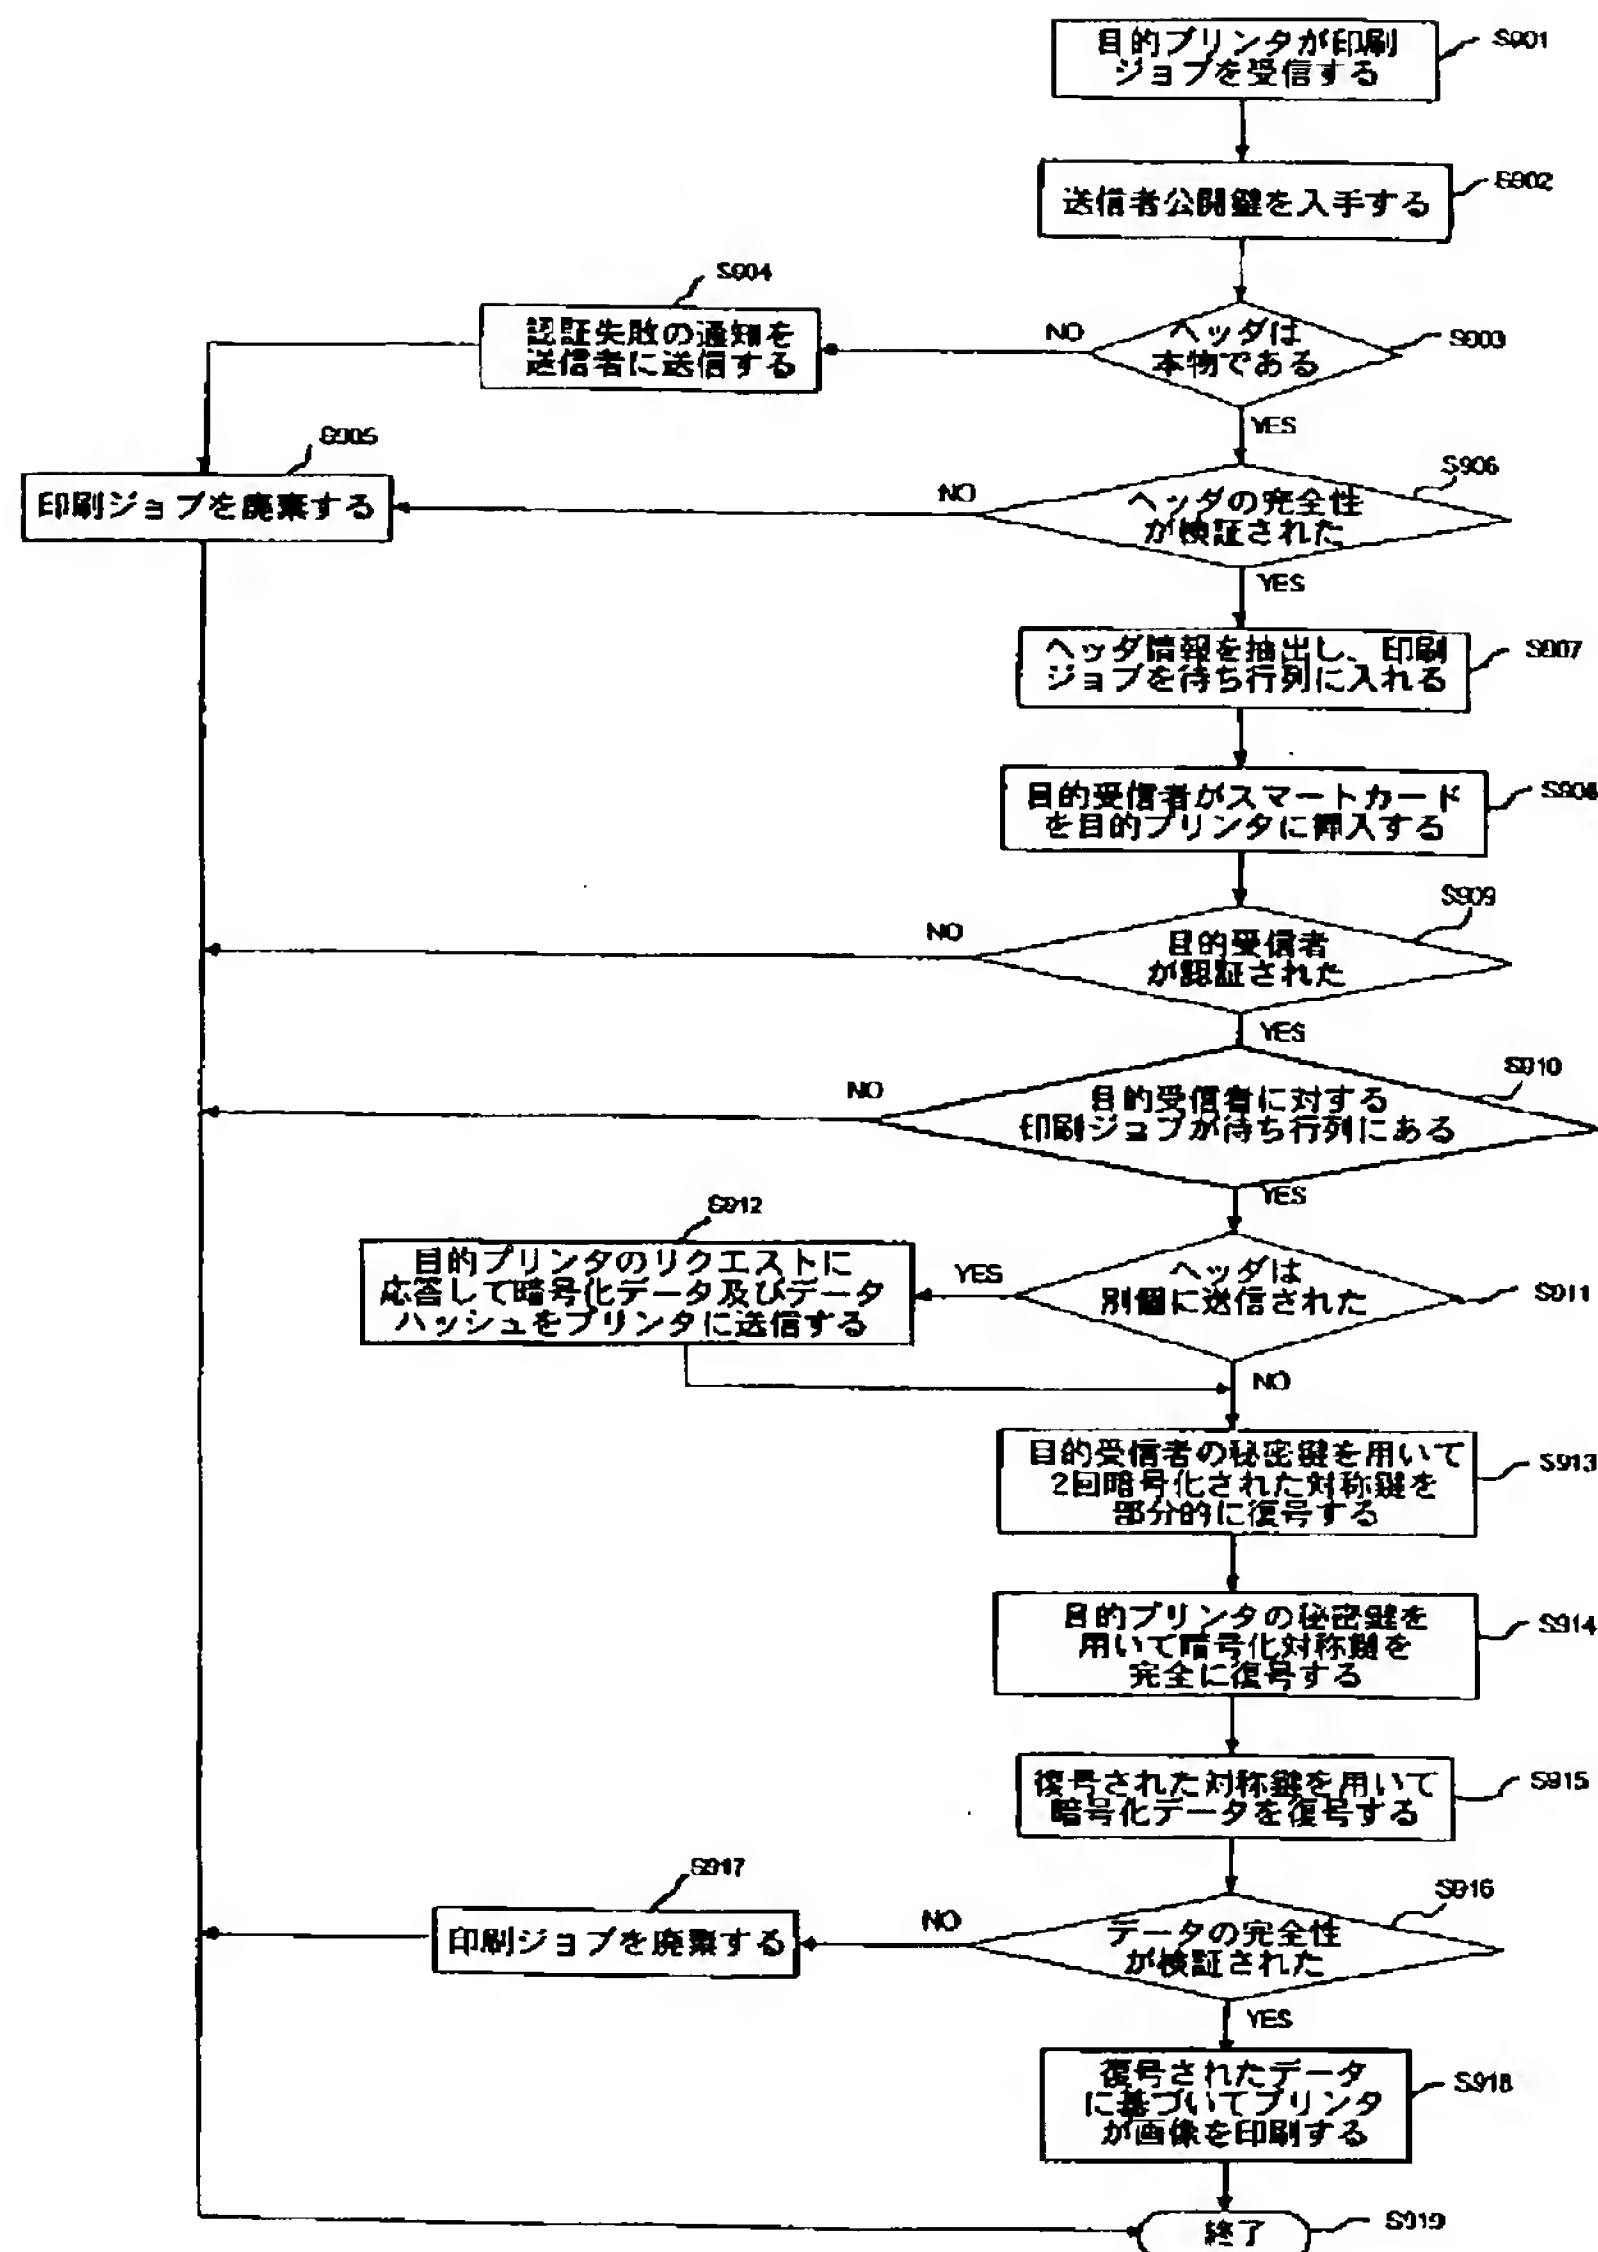 目的プリンタが印刷
ジョブを受信する
S901
送信者公開鍵を入手する
S902
ヘッダは
本物である
S903
NO
YES
認証失敗の通知を
送信者に送信する
S904
印刷ジョブを廃棄する
S905
ヘッダの完全性
が検証された
S906
NO
YES
ヘッダ情報を抽出し、印刷
ジョブを待ち行列に入れる
S907
目的受信者がスマートカード
を目的プリンタに挿入する
S908
目的受信者
が認証された
S909
NO
YES
目的受信者に対する
印刷ジョブが待ち行列にある
S910
NO
YES
ヘッダは
別個に送信された
S911
YES
NO
目的プリンタのリクエストに
応答して暗号化データ及びデータ
ハッシュをプリンタに送信する
S912
目的受信者の秘密鍵を用いて
2回暗号化された対称鍵を
部分的に復号する
S913
目的プリンタの秘密鍵を
用いて暗号化対称鍵を
完全に復号する
S914
復号された対称鍵を用いて
暗号化データを復号する
S915
データの完全性
が検証された
S916
NO
YES
印刷ジョブを廃棄する
S917
復号されたデータ
に基づいてプリンタ
が画像を印刷する
S918
終了
S919